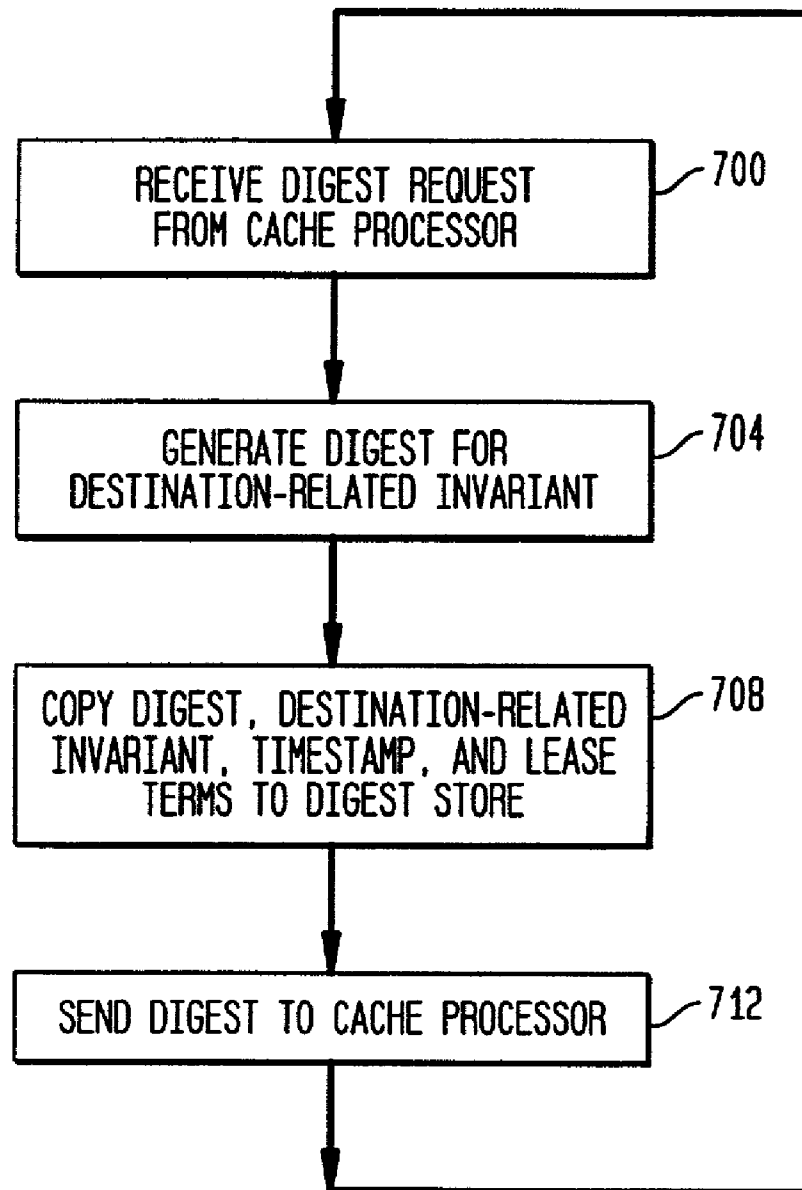 RECEIVE DIGEST REQUEST
FROM CACHE PROCESSOR
700
GENERATE DIGEST FOR
DESTINATION-RELATED INVARIANT
704
COPY DIGEST, DESTINATION-RELATED
INVARIANT, TIMESTAMP, AND LEASE
TERMS TO DIGEST STORE
708
SEND DIGEST TO CACHE PROCESSOR
712